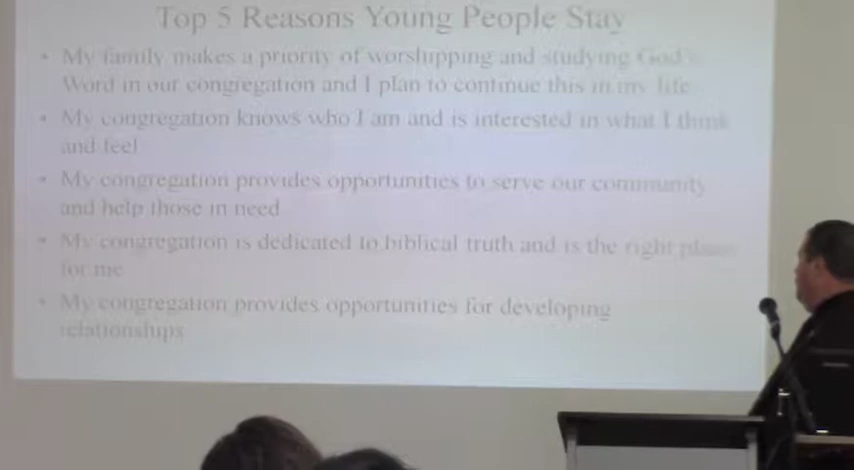 Top 5 Reasons Young People Stay
• My family makes a priority of worshipping and studying God's
Word in our congregation and I plan to continue this in my life
• My congregation knows who I am and is interested in what I think
and feel
• My congregation provides opportunities to serve our community
and help those in need
• My congregation is dedicated to biblical truth and is the right place
for me
• My congregation provides opportunities for developing
relationships